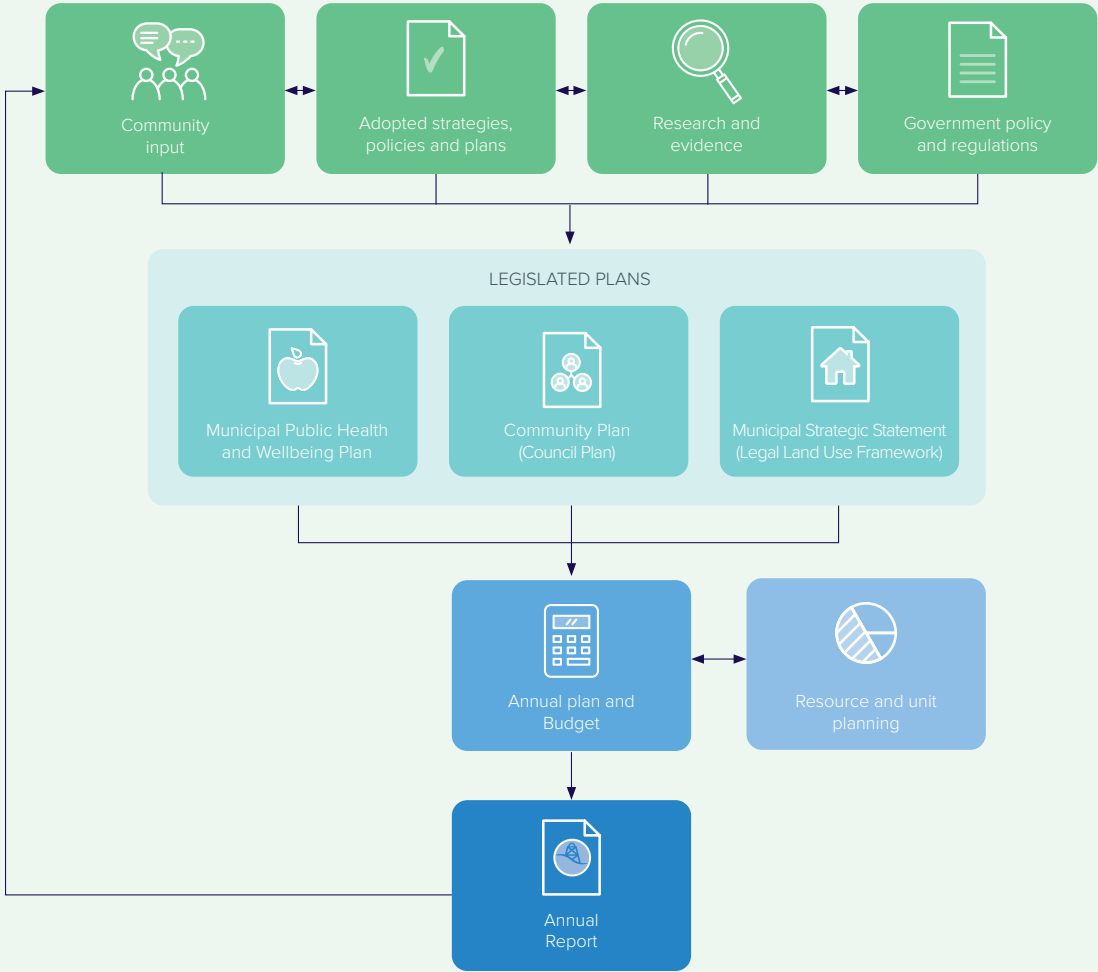 Community
input
Adopted strategies,
policies and plans
Research and
evidence
Government policy
and regulations
LEGISLATED PLANS
Municipal Public Health
and Wellbeing Plan
Community Plan
(Council Plan)
Municipal Strategic Statement
(Legal Land Use Framework)
Annual plan and
Budget
Resource and unit
planning
Annual
Report